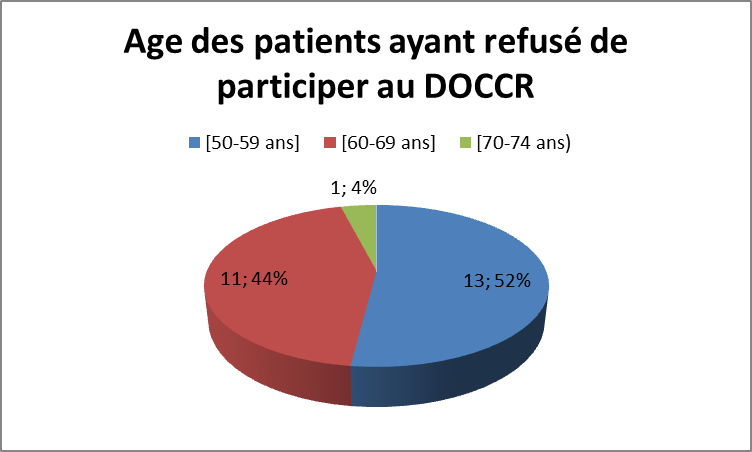 Age des patients ayant refusé de
participer au DOCCR
[50-59 ans] [60-69 ans] [70-74 ans)
1; 4%
11; 44%
13; 52%